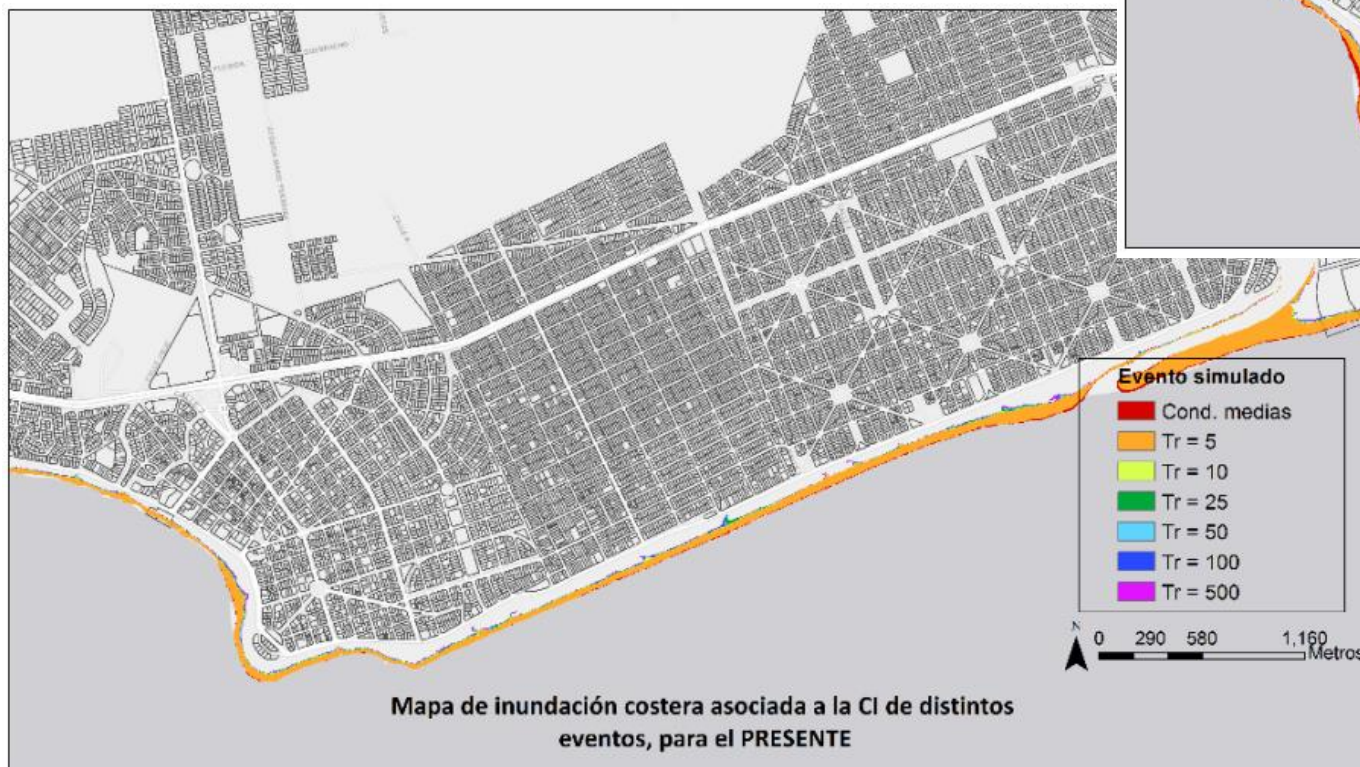 Evento simulado
Cond. medias
Tr = 5
Tr = 10
Tr = 25
Tr = 50
Tr = 100
Tr = 500
N
0 290 580 1,160
Metros
Mapa de inundación costera asociada a la CI de distintos
eventos, para el PRESENTE